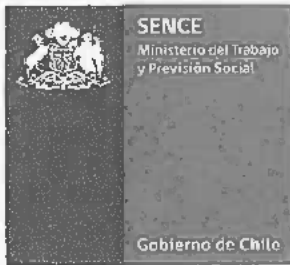 SENCE
Ministerio del Trabajo
y Previsión Social
Gobierno de Chile